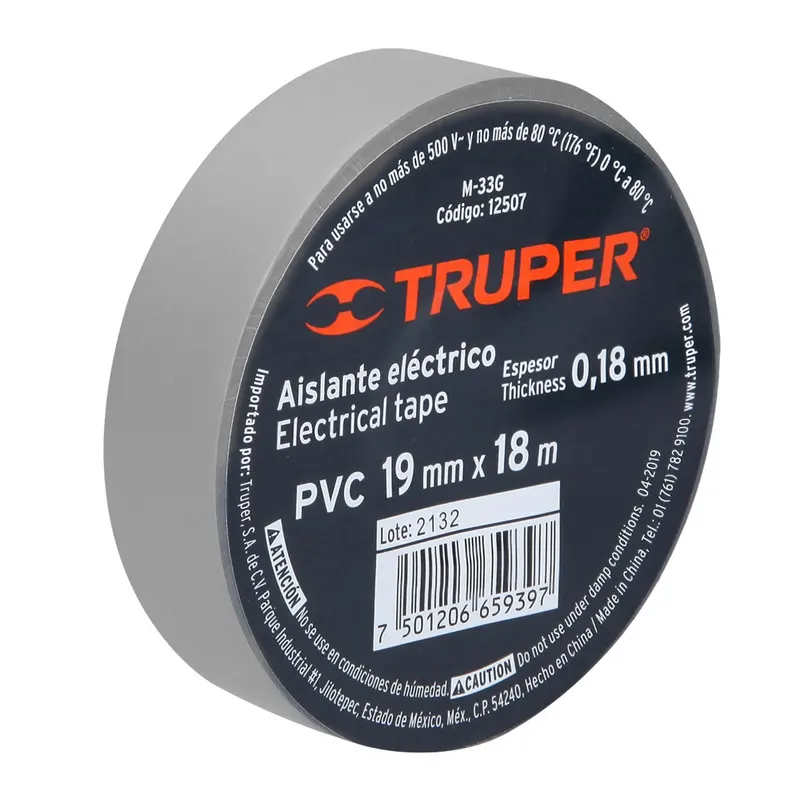 Para usarse a no más de 500 V~ y no más de 80 °C (176 °F) 0 °C a 80 °C
M-33G
Código: 12507
TRUPER®
Aislante eléctrico
Electrical tape
Espesor
Thickness
0,18 mm
PVC 19 mm x 18 m
Lote: 2132
7 501206 659397
www.truper.com
⚠ATENCIÓN No se use en condiciones de húmedad. ⚠CAUTION Do not use under damp conditions. 04-2019
Importado por: Truper, S.A. de C.V. Parque Industrial #1, Jilotepec, Estado de México, Méx., C.P. 54240, Hecho en China / Made in China. Tel.: 01 (761) 782 9100.